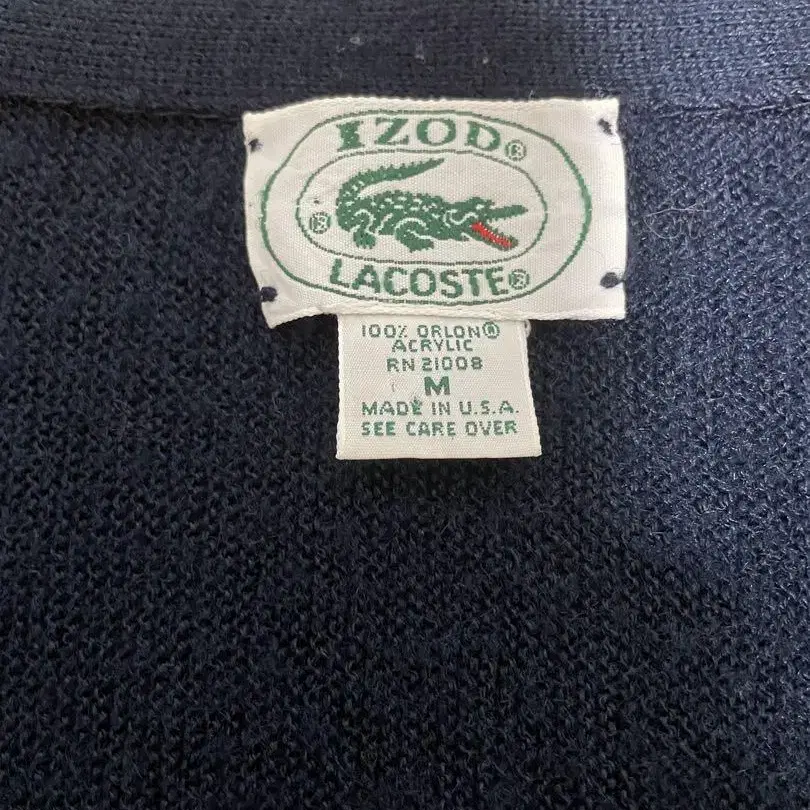 IZOD®
®
LACOSTE®
100% ORLON®
ACRYLIC
RN 21008
M
MADE IN U.S.A.
SEE CARE OVER